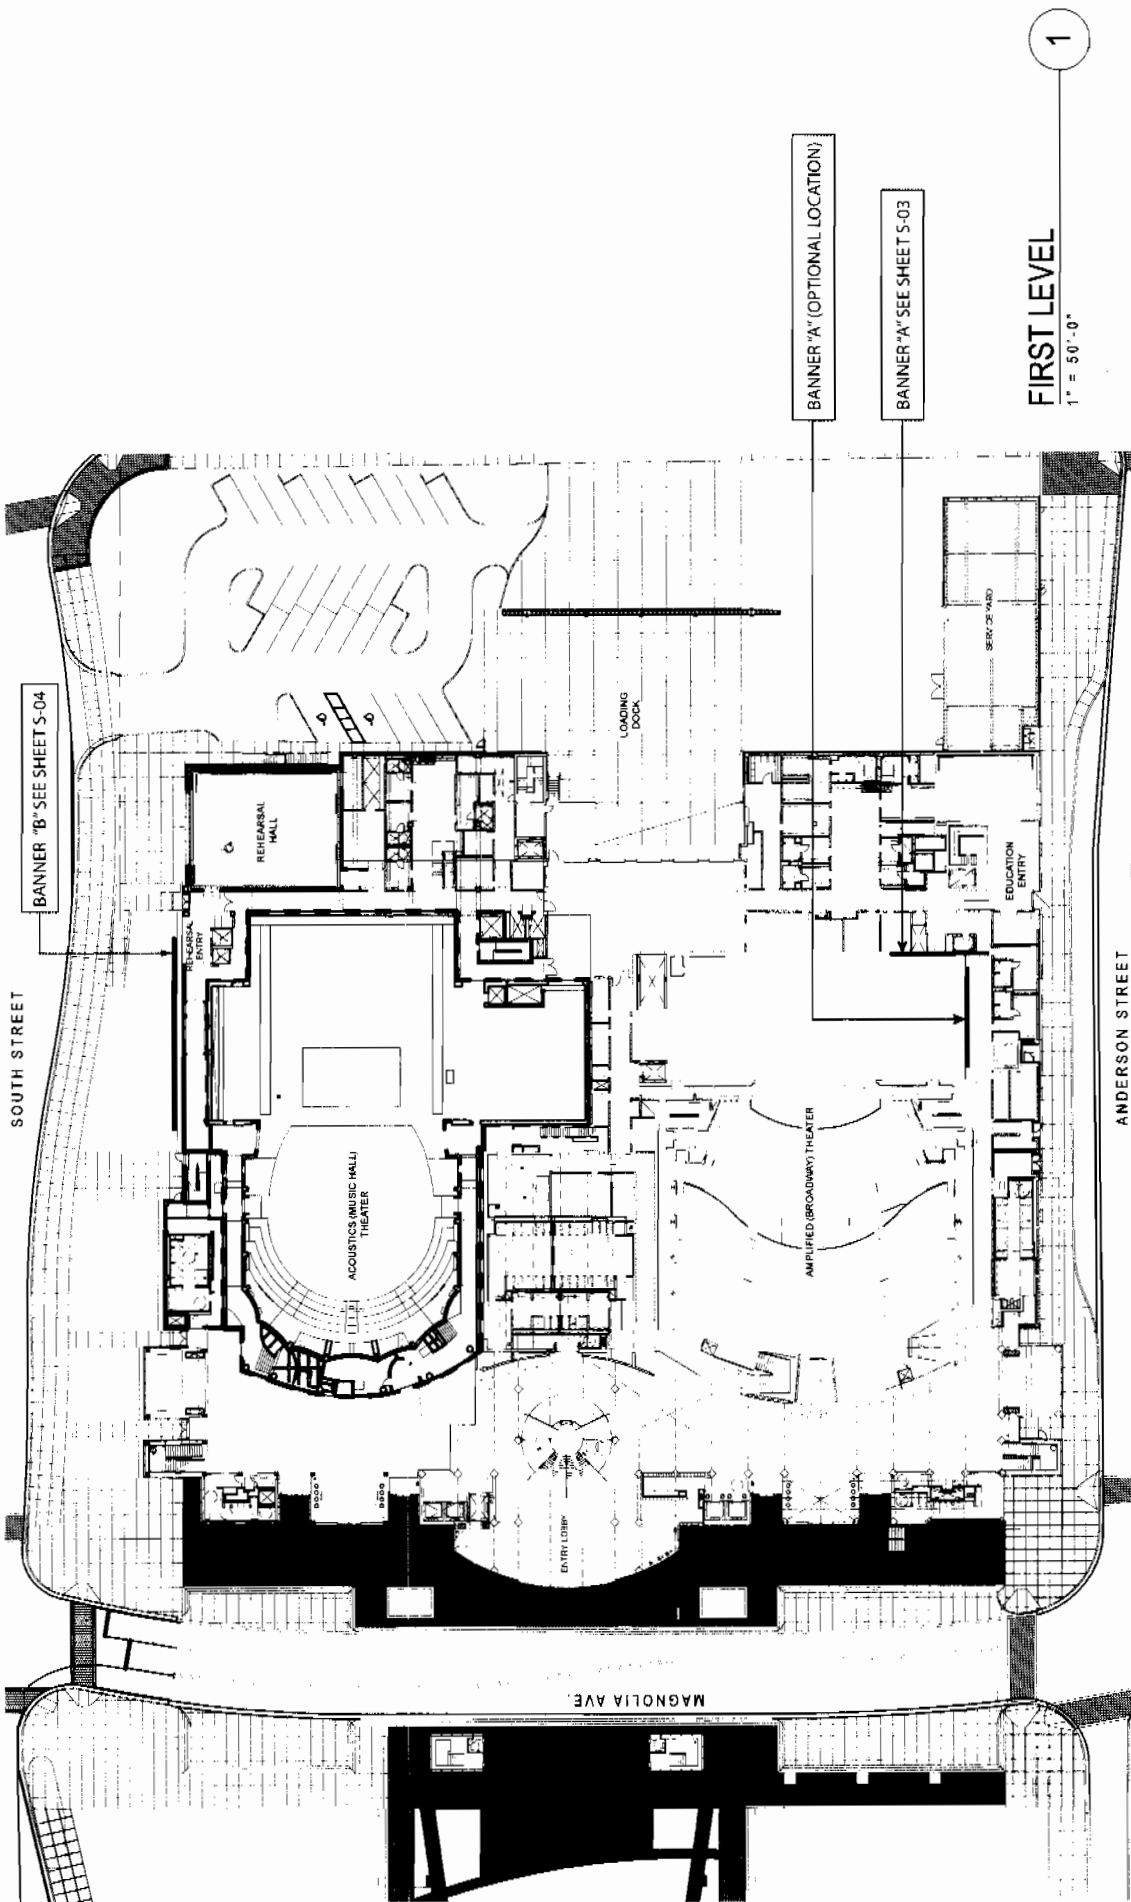 SOUTH STREET
BANNER "B" SEE SHEET S-04
REHEARSAL
ENTRY
REHEARSAL
HALL
LOADING
DOCK
SERVICE YARD
EDUCATION
ENTRY
ACOUSTICS (MUSIC HALL)
THEATER
AMPLIFIED (BROADWAY) THEATER
ENTRY LOBBY
MAGNOLIA AVE.
ANDERSON STREET
BANNER "A" (OPTIONAL LOCATION)
BANNER "A" SEE SHEET S-03
FIRST LEVEL
1" = 50'-0"
1